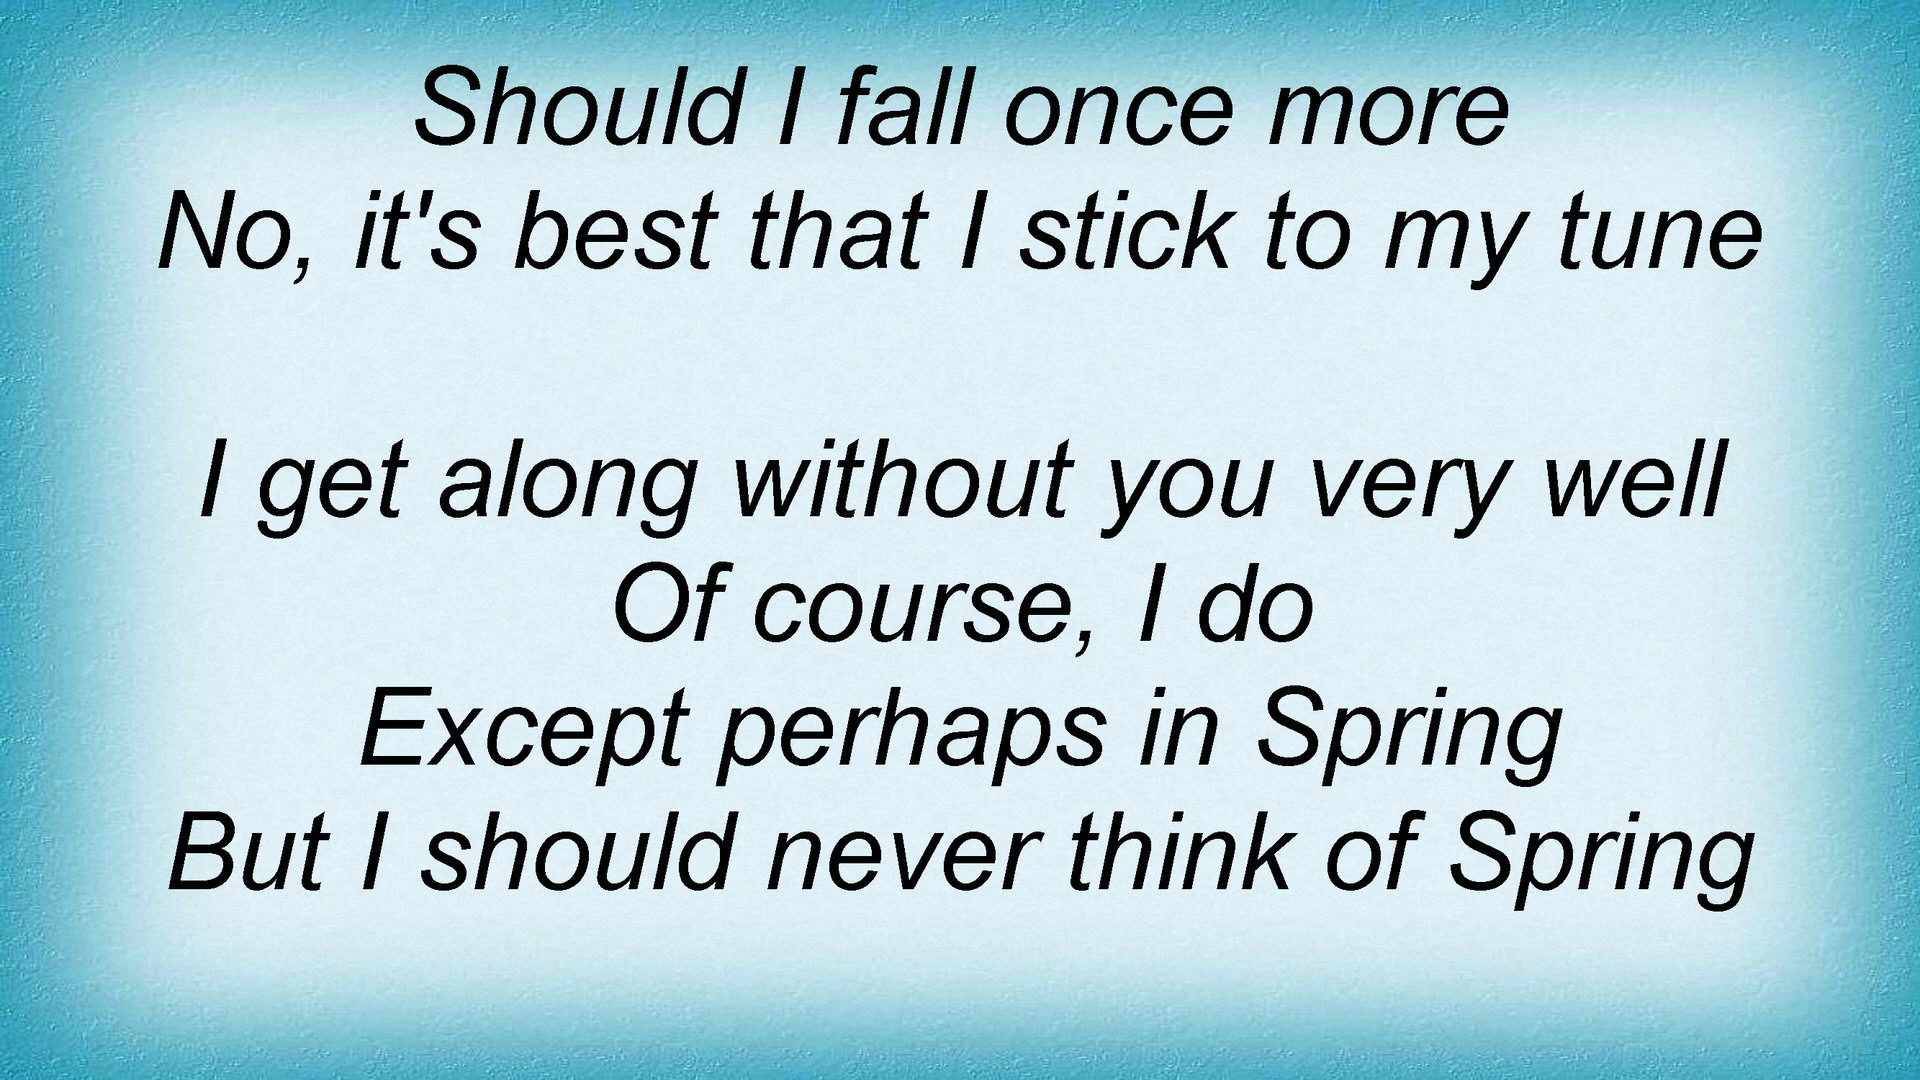 Should I fall once more
No, it's best that I stick to my tune
I get along without you very well
Of course, I do
Except perhaps in Spring
But I should never think of Spring